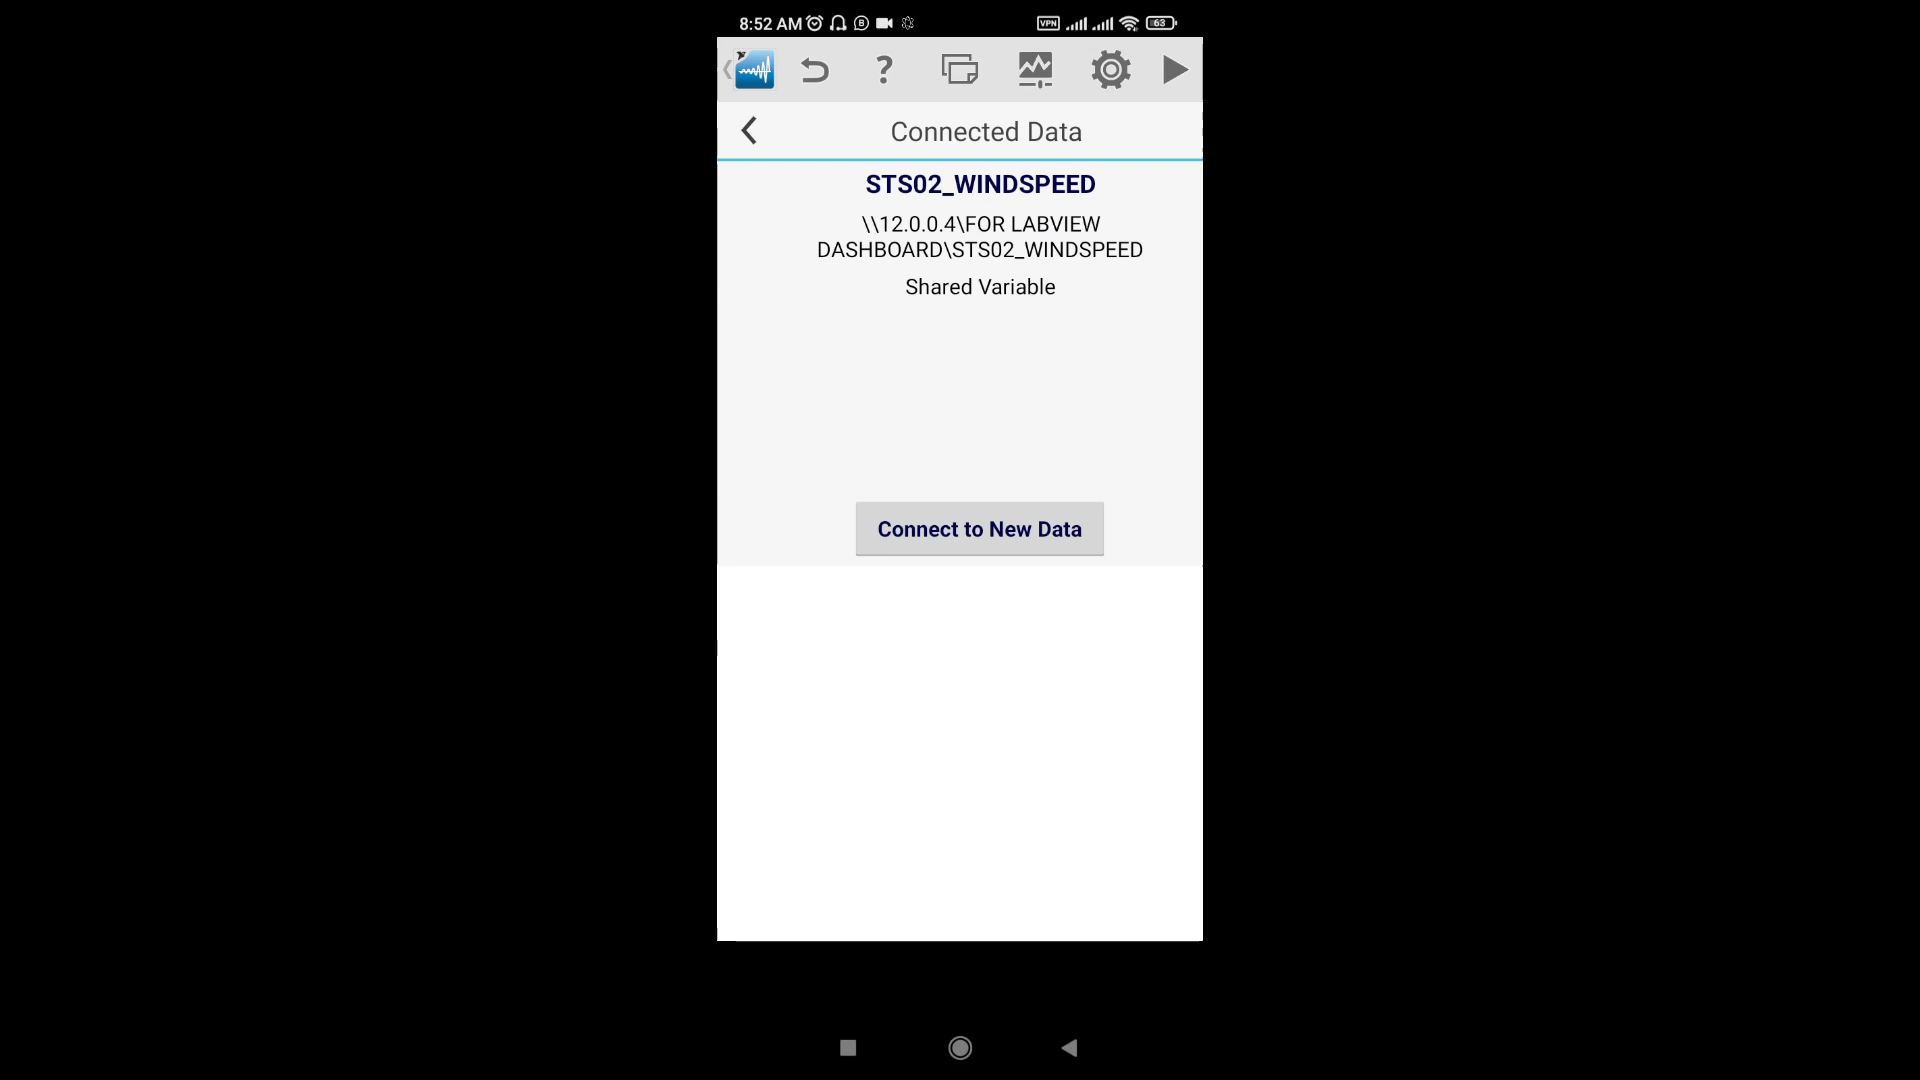 8:52 AM VPN 63
?
Connected Data
STS02_WINDSPEED
\\12.0.0.4\FOR LABVIEW
DASHBOARD\STS02_WINDSPEED
Shared Variable
Connect to New Data